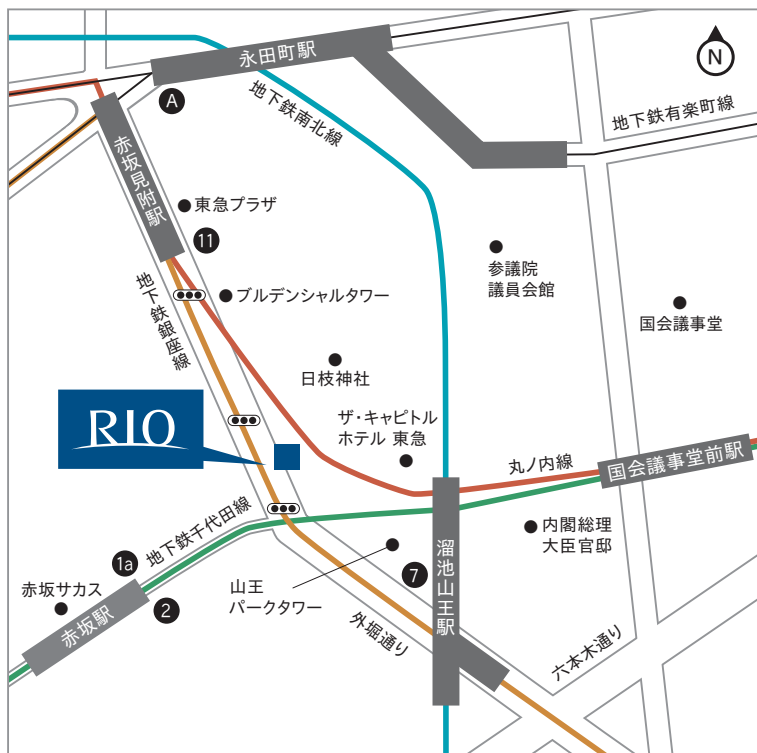 永田町駅
N
A
地下鉄南北線
地下鉄有楽町線
赤坂見附駅
東急プラザ
11
参議院
議員会館
地下鉄銀座線
ブルデンシャルタワー
国会議事堂
日枝神社
RIO
ザ・キャピトル
ホテル 東急
丸ノ内線
国会議事堂前駅
地下鉄千代田線
内閣総理
大臣官邸
1a
溜池山王駅
赤坂サカス
山王
パークタワー
7
2
赤坂駅
外堀通り
六本木通り